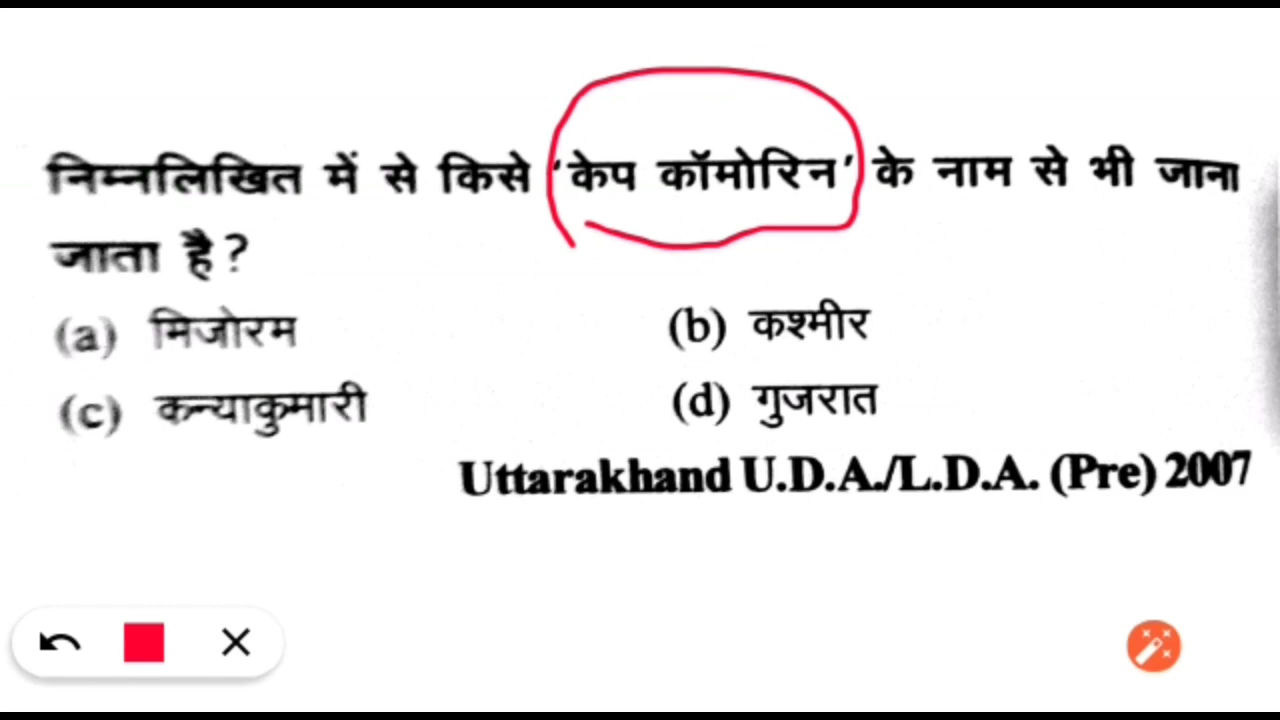 निम्नलिखित में से किसे 'केप कॉमोरिन' के नाम से भी जाना
जाता है?
(a) मिजोरम (b) कश्मीर
(c) कन्याकुमारी (d) गुजरात
Uttarakhand U.D.A./L.D.A. (Pre) 2007